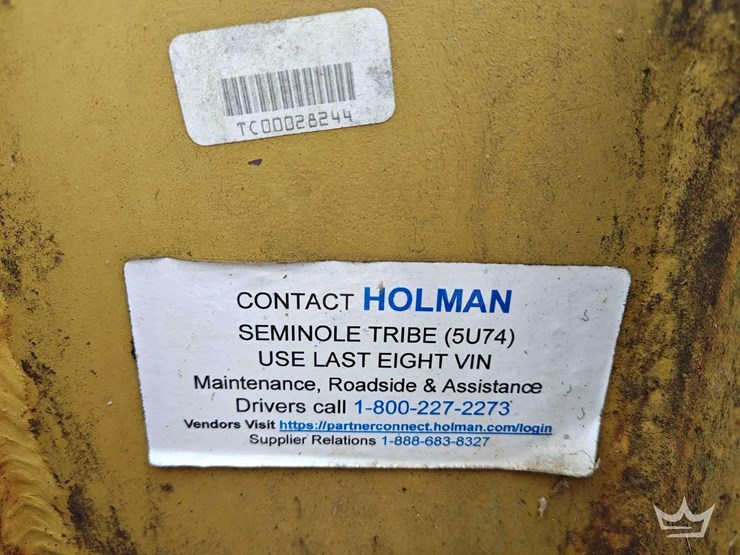 TC00028244
CONTACT HOLMAN
SEMINOLE TRIBE (5U74)
USE LAST EIGHT VIN
Maintenance, Roadside & Assistance
Drivers call 1-800-227-2273
Vendors Visit https://partnerconnect.holman.com/login
Supplier Relations 1-888-683-8327